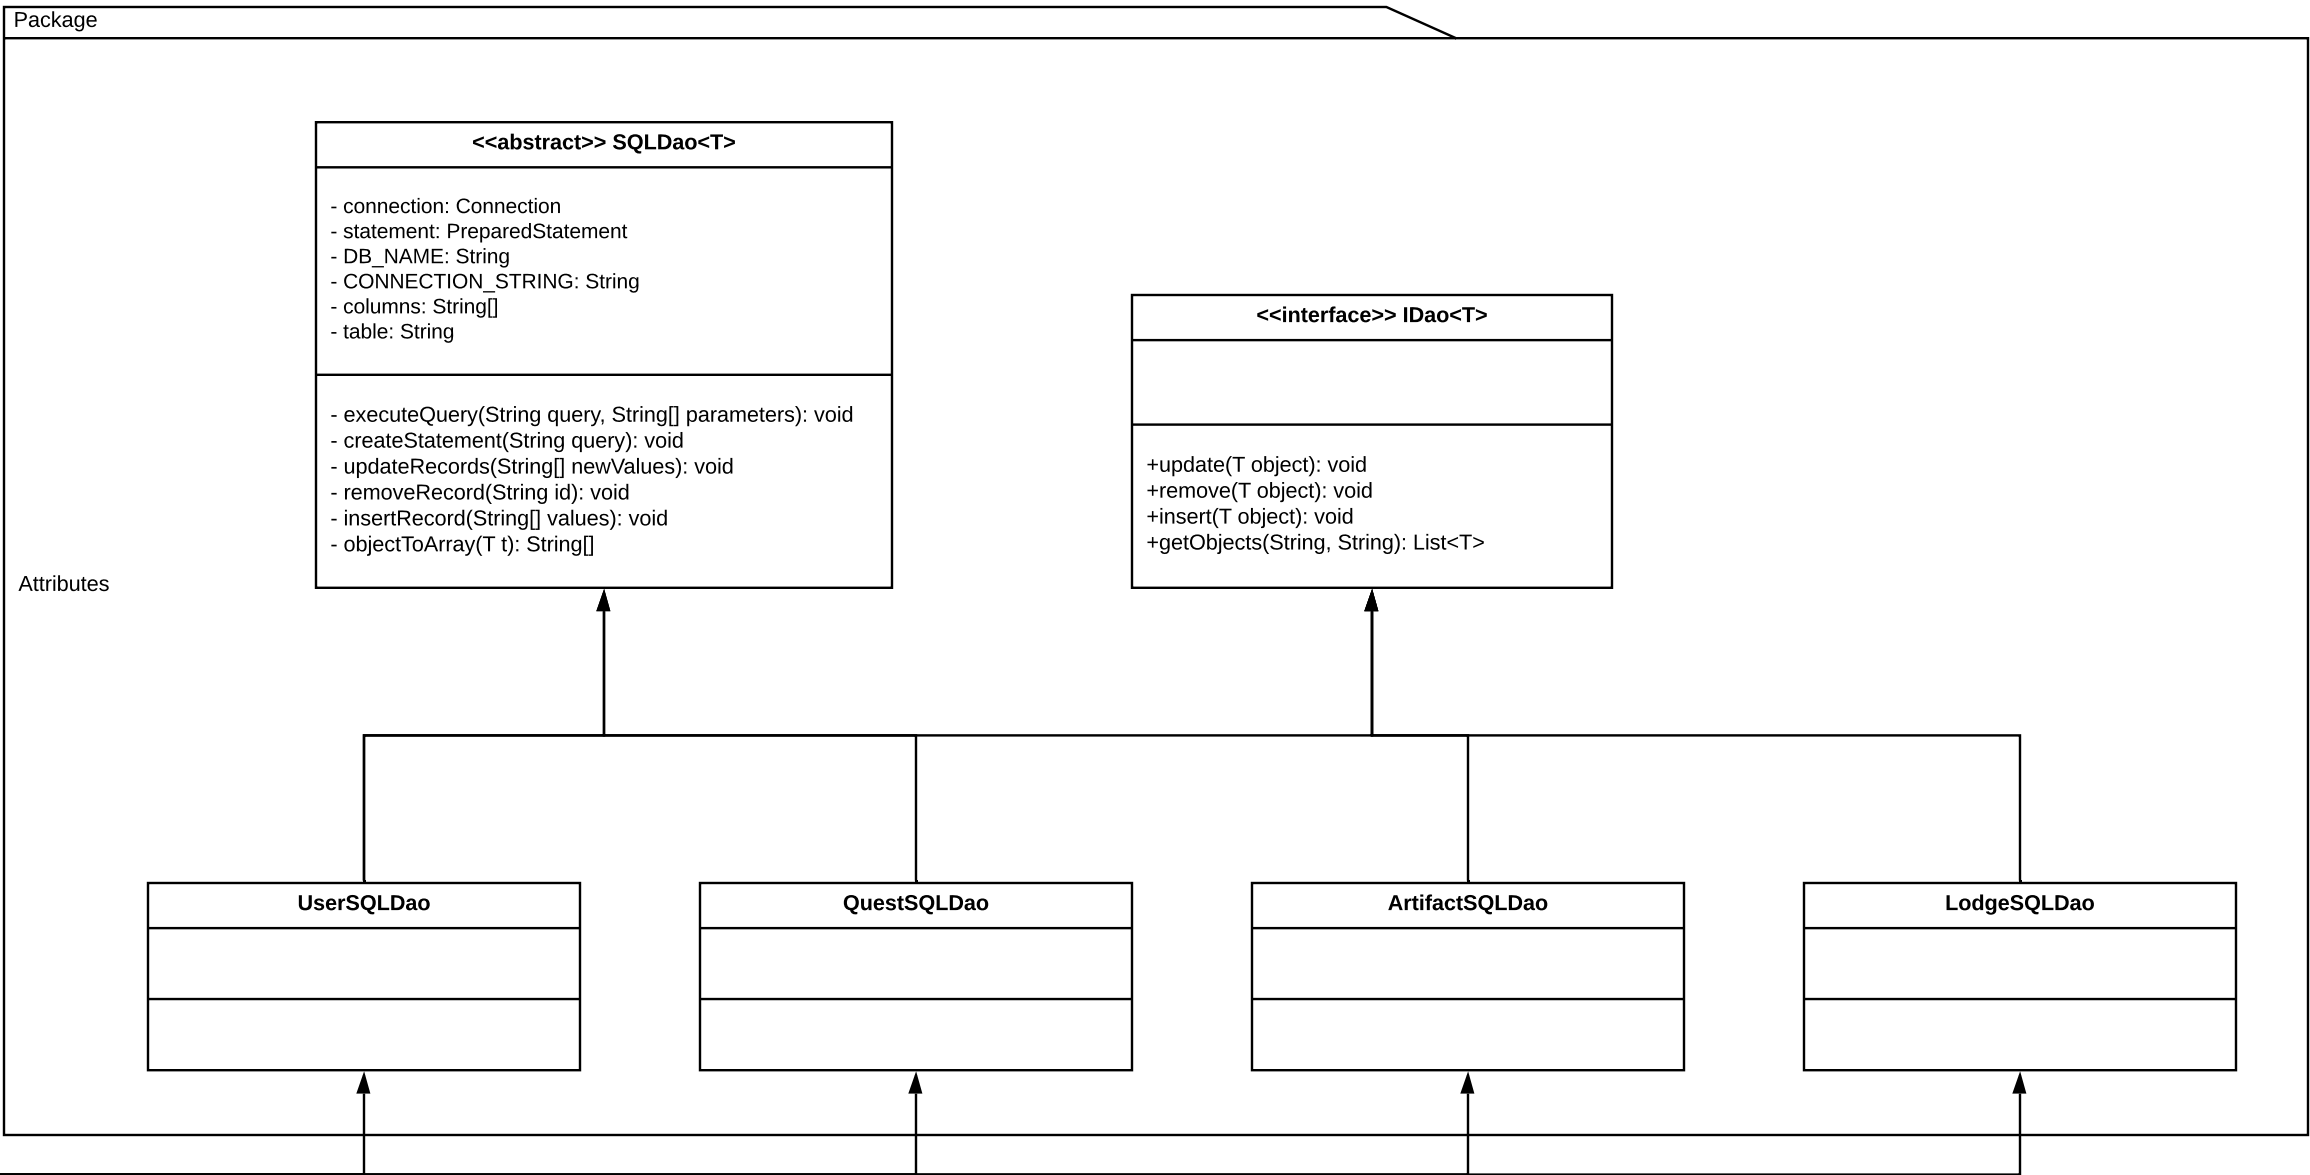 Package
<<abstract>> SQLDao<T>
- connection: Connection
- statement: PreparedStatement
- DB_NAME: String
- CONNECTION_STRING: String
- columns: String[]
- table: String
- executeQuery(String query, String[] parameters): void
- createStatement(String query): void
- updateRecords(String[] newValues): void
- removeRecord(String id): void
- insertRecord(String[] values): void
- objectToArray(T t): String[]
<<interface>> IDao<T>
+update(T object): void
+remove(T object): void
+insert(T object): void
+getObjects(String, String): List<T>
Attributes
UserSQLDao
QuestSQLDao
ArtifactSQLDao
LodgeSQLDao